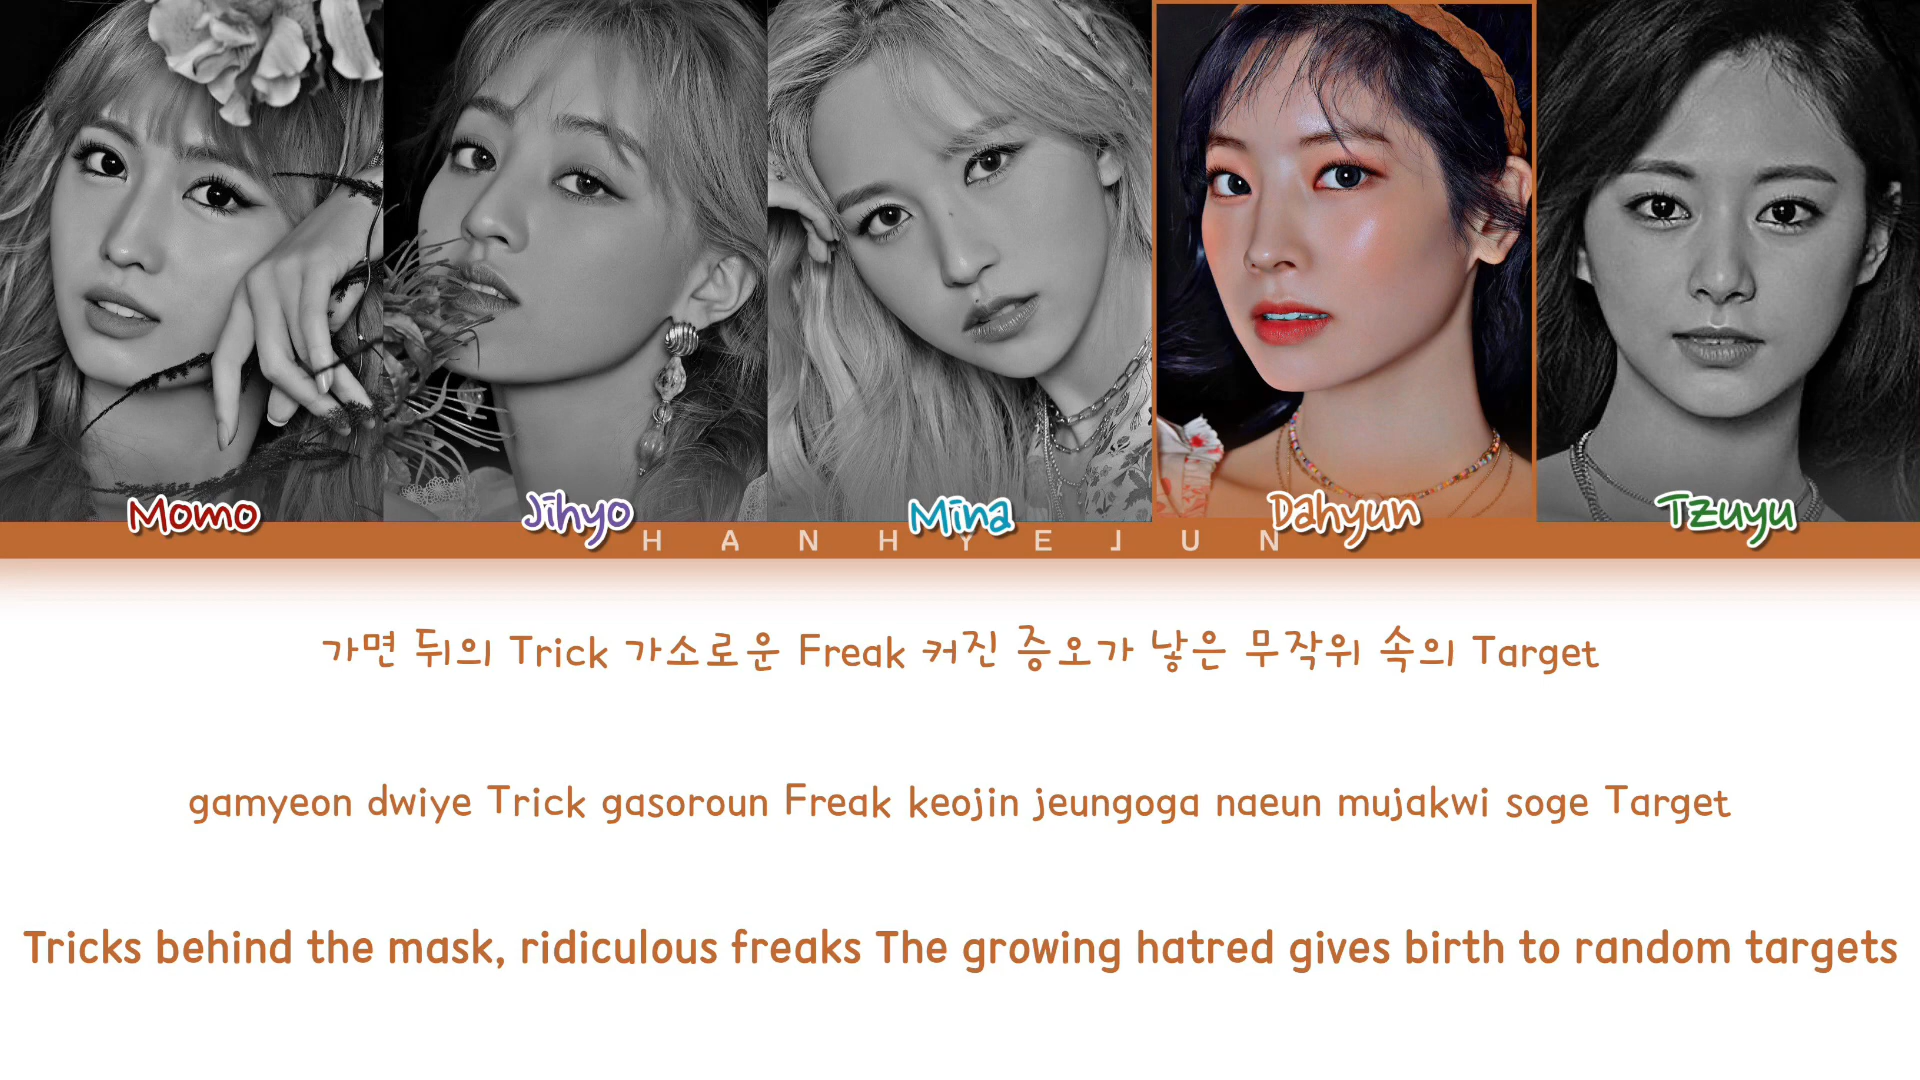 Momo
Jihyo
Mina
Dahyun
Tzuyu
HANHYEJUN
가면 뒤의 Trick 가소로운 Freak 커진 증오가 낳은 무작위 속의 Target
gamyeon dwiye Trick gasoroun Freak keojin jeungoga naeun mujakwi soge Target
Tricks behind the mask, ridiculous freaks The growing hatred gives birth to random targets